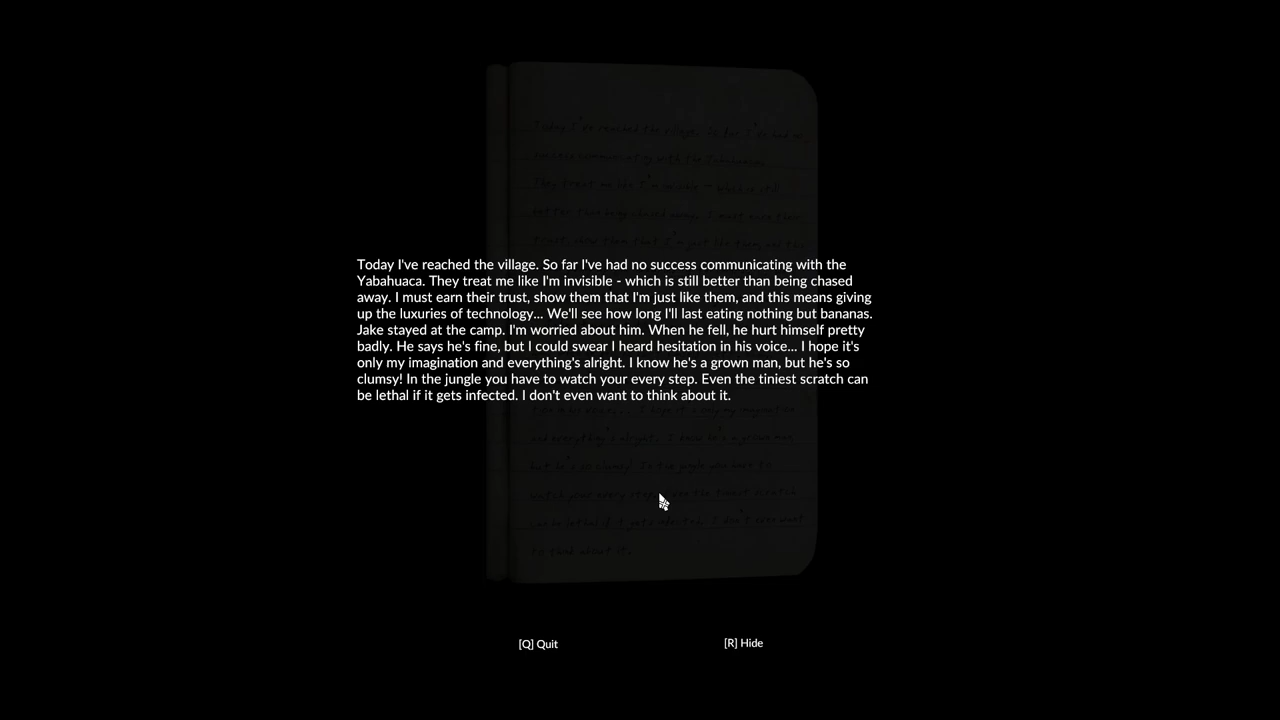 Today I've reached the village. So far I've had no success communicating with the
Yabahuaca. They treat me like I'm invisible - which is still better than being chased
away. I must earn their trust, show them that I'm just like them, and this means giving
up the luxuries of technology... We'll see how long I'll last eating nothing but bananas.
Jake stayed at the camp. I'm worried about him. When he fell, he hurt himself pretty
badly. He says he's fine, but I could swear I heard hesitation in his voice... I hope it's
only my imagination and everything's alright. I know he's a grown man, but he's so
clumsy! In the jungle you have to watch your every step. Even the tiniest scratch can
be lethal if it gets infected. I don't even want to think about it.
[Q] Quit
[R] Hide